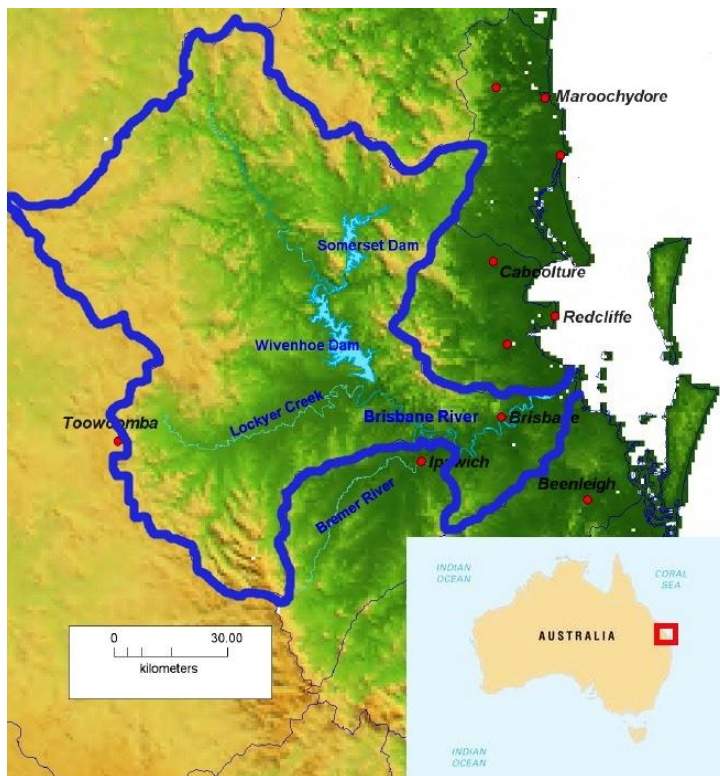 Maroochydore
Somerset Dam
Caboolture
Redcliffe
Wivenhoe Dam
Lockyer Creek
Toowoomba
Brisbane River
Brisbane
Ipswich
Bremer River
Beenleigh
0 30.00
kilometers
INDIAN
OCEAN
CORAL
SEA
AUSTRALIA
INDIAN
OCEAN